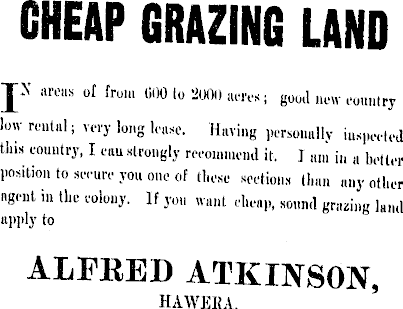 CHEAP GRAZING LAND
IN areas of from 600 to 2000 acres; good new country
low rental; very long lease. Having personally inspected
this country, I can strongly recommend it. I am in a better
position to secure you one of these sections than any other
agent in the colony. If you want cheap, sound grazing land
apply to
ALFRED ATKINSON,
HAWERA.